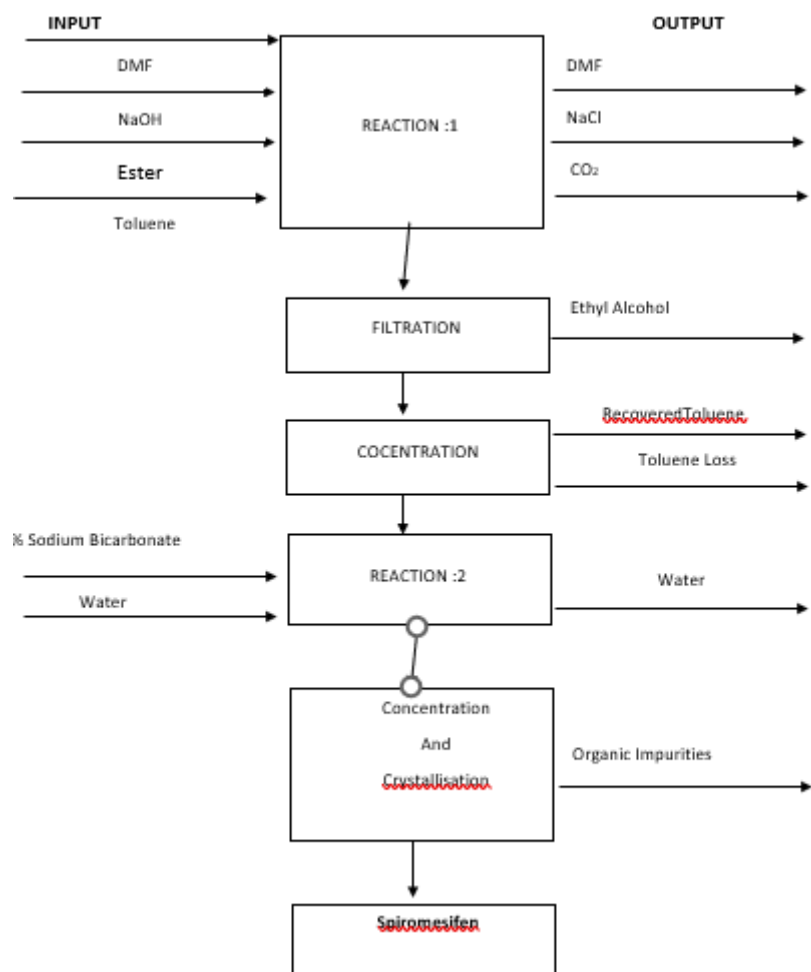 INPUT
OUTPUT
DMF
DMF
NaOH
NaCl
REACTION :1
Ester
CO₂
Toluene
FILTRATION
Ethyl Alcohol
COCENTRATION
RecoveredToluene
Toluene Loss
% Sodium Bicarbonate
REACTION :2
Water
Water
Concentration
And
Crystallisation
Organic Impurities
Spiromesifen